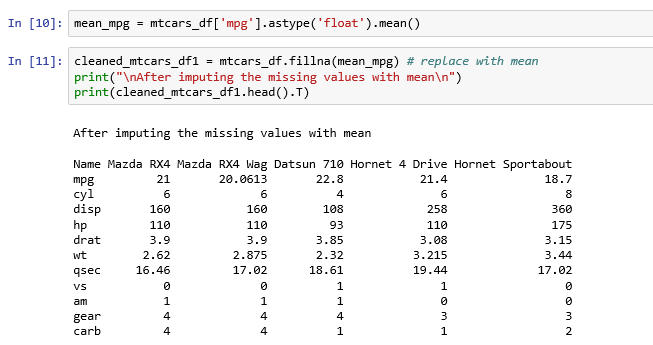 In [10]: mean_mpg = mtcars_df['mpg'].astype('float').mean()
In [11]: cleaned_mtcars_df1 = mtcars_df.fillna(mean_mpg) # replace with mean
print("\nAfter imputing the missing values with mean\n")
print(cleaned_mtcars_df1.head().T)
After imputing the missing values with mean
Name Mazda RX4 Mazda RX4 Wag Datsun 710 Hornet 4 Drive Hornet Sportabout
mpg 21 20.0613 22.8 21.4 18.7
cyl 6 6 4 6 8
disp 160 160 108 258 360
hp 110 110 93 110 175
drat 3.9 3.9 3.85 3.08 3.15
wt 2.62 2.875 2.32 3.215 3.44
qsec 16.46 17.02 18.61 19.44 17.02
vs 0 0 1 1 0
am 1 1 1 0 0
gear 4 4 4 3 3
carb 4 4 1 1 2